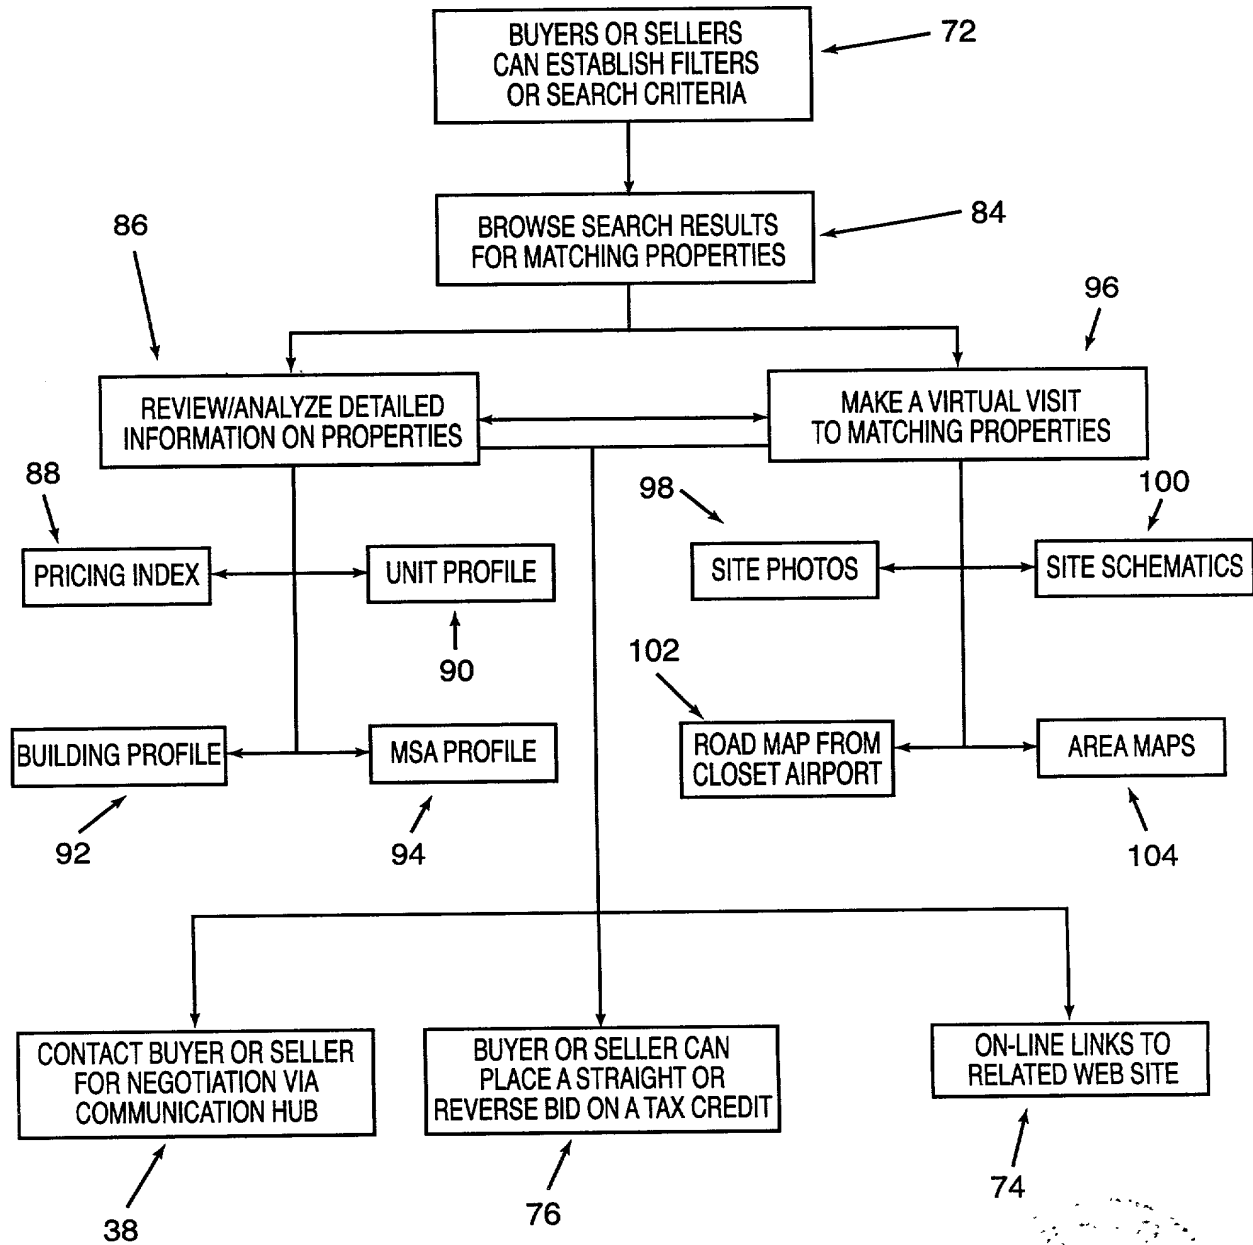 BUYERS OR SELLERS
CAN ESTABLISH FILTERS
OR SEARCH CRITERIA
72
BROWSE SEARCH RESULTS
FOR MATCHING PROPERTIES
84
86
96
REVIEW/ANALYZE DETAILED
INFORMATION ON PROPERTIES
MAKE A VIRTUAL VISIT
TO MATCHING PROPERTIES
88
98
100
PRICING INDEX
UNIT PROFILE
SITE PHOTOS
SITE SCHEMATICS
90
102
BUILDING PROFILE
MSA PROFILE
ROAD MAP FROM
CLOSET AIRPORT
AREA MAPS
92
94
104
CONTACT BUYER OR SELLER
FOR NEGOTIATION VIA
COMMUNICATION HUB
BUYER OR SELLER CAN
PLACE A STRAIGHT OR
REVERSE BID ON A TAX CREDIT
ON-LINE LINKS TO
RELATED WEB SITE
38
76
74